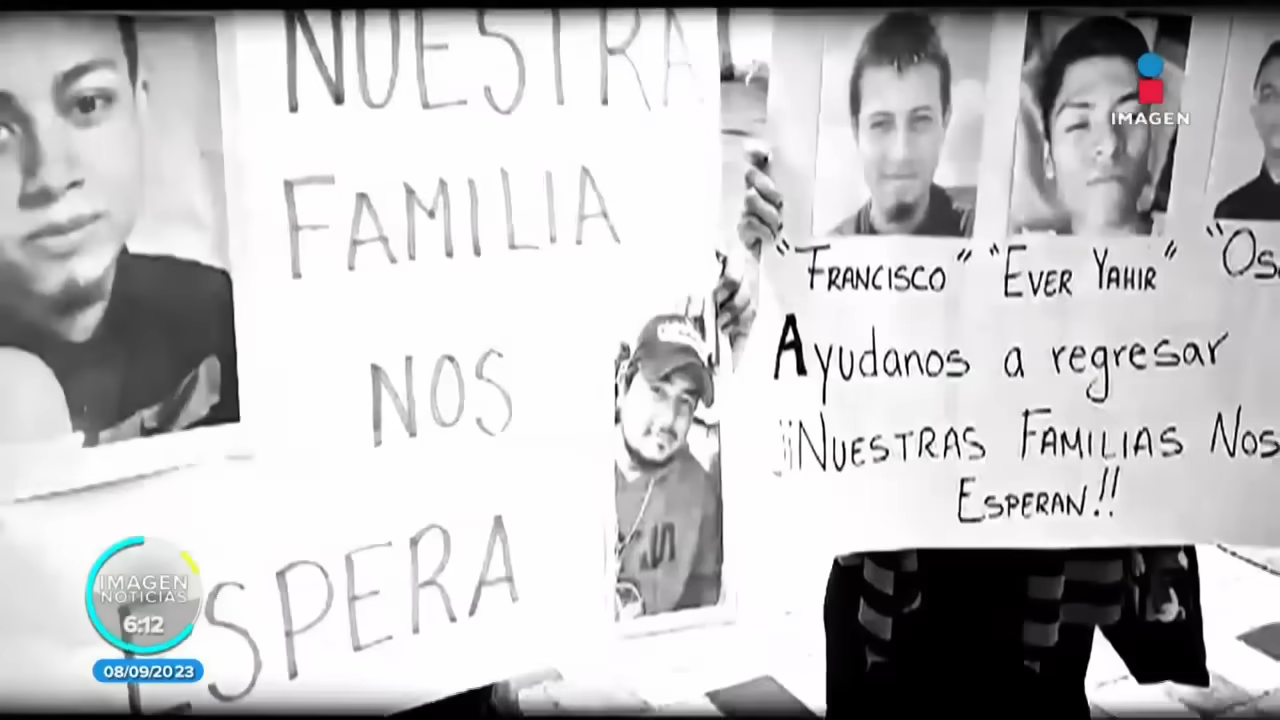 NUESTRA
FAMILIA
NOS
ESPERA
"FRANCISCO" "EVER YAHIR"
Ayudanos a regresar
¡¡NUESTRAS FAMILIAS NOS
ESPERAN!!
IMAGEN
IMAGEN
NOTICIAS
6:12
08/09/2023